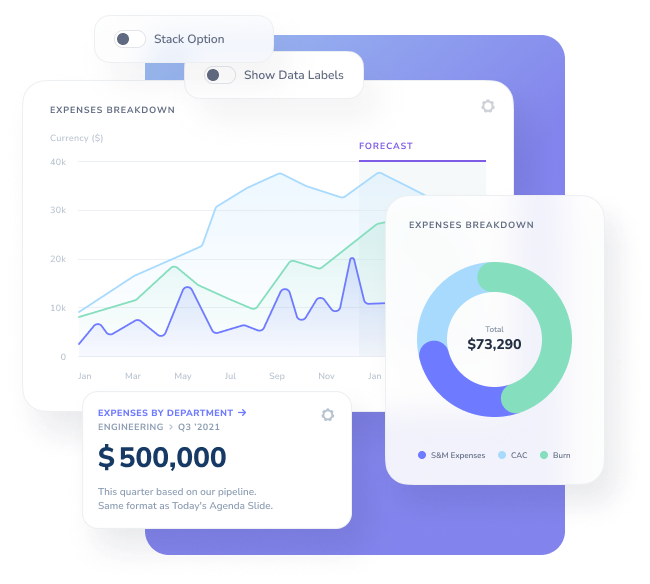 Stack Option
Show Data Labels
EXPENSES BREAKDOWN
Currency ($)
FORECAST
40k
30k
20k
10k
0
Jan Mar May Jul Sep Nov Jan
EXPENSES BREAKDOWN
Total
$73,290
S&M Expenses CAC Burn
EXPENSES BY DEPARTMENT →
ENGINEERING > Q3 '2021
$500,000
This quarter based on our pipeline.
Same format as Today's Agenda Slide.